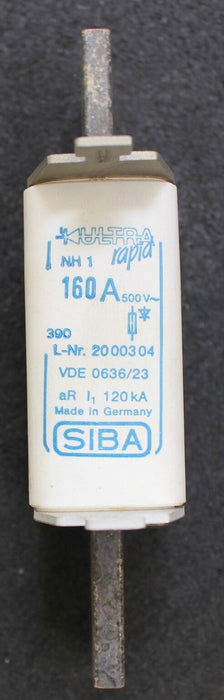 ULTRA
rapid
NH 1
160 A 500 V~
390
L-Nr. 20 003 04
VDE 0636/23
aR I₁ 120 kA
Made in Germany
SIBA